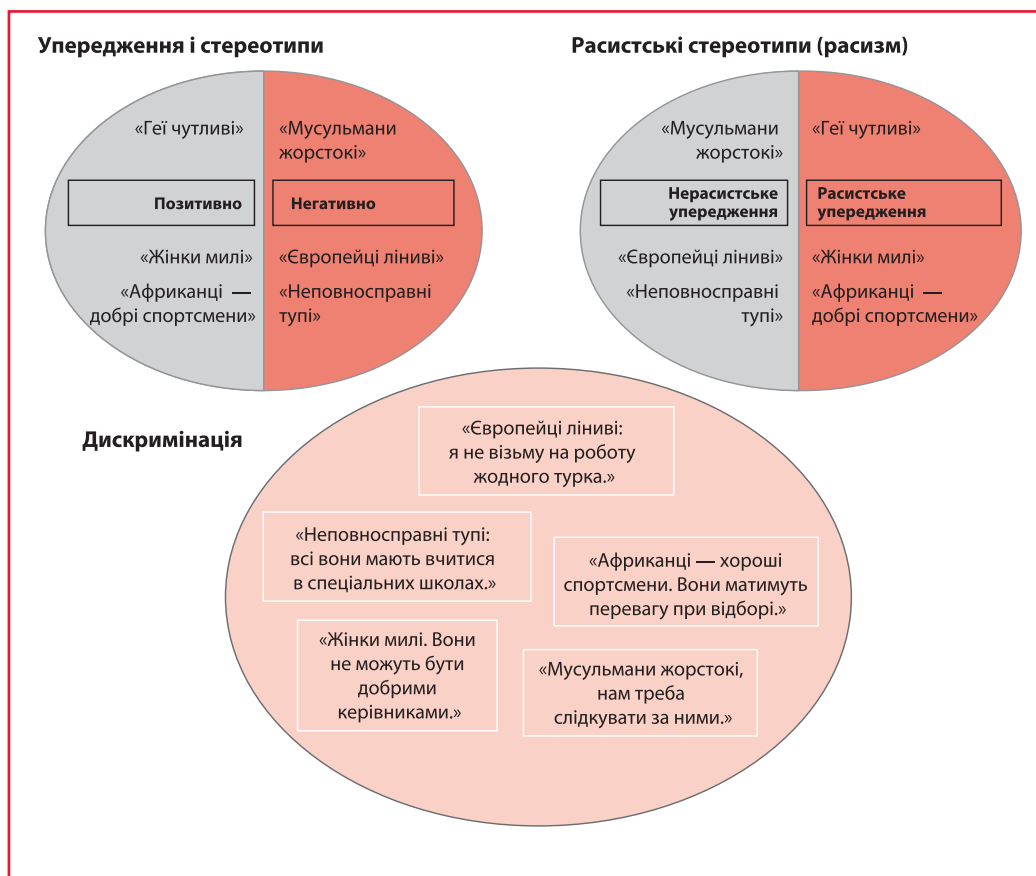 Упередження і стереотипи
«Геї чутливі»
«Мусульмани
жорстокі»
Позитивно
Негативно
«Жінки милі»
«Європейці ліниві»
«Африканці —
добрі спортсмени»
«Неповносправні
тупі»
Расистські стереотипи (расизм)
«Мусульмани
жорстокі»
«Геї чутливі»
Нерасистське
упередження
Расистське
упередження
«Європейці ліниві»
«Жінки милі»
«Неповносправні
тупі»
«Африканці —
добрі спортсмени»
Дискримінація
«Європейці ліниві:
я не візьму на роботу
жодного турка.»
«Неповносправні тупі:
всі вони мають вчитися
в спеціальних школах.»
«Африканці — хороші
спортсмени. Вони матимуть
перевагу при відборі.»
«Жінки милі. Вони
не можуть бути
добрими
керівниками.»
«Мусульмани жорстокі,
нам треба
слідкувати за ними.»